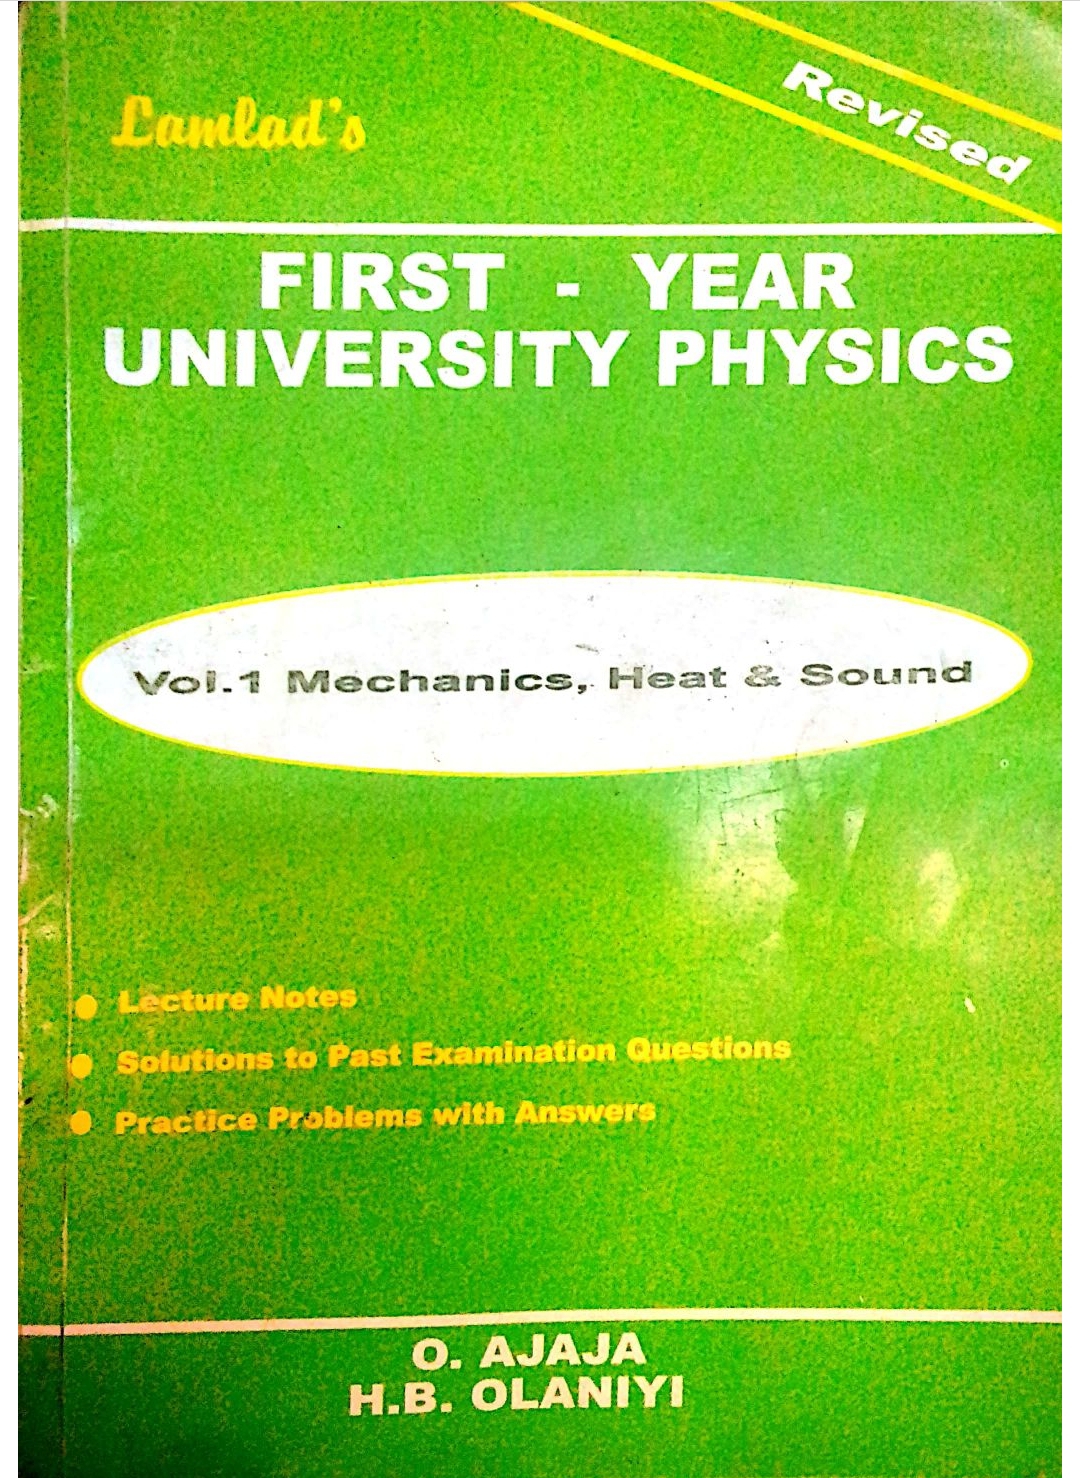 Lamlad's
Revised
FIRST - YEAR
UNIVERSITY PHYSICS
Vol.1 Mechanics, Heat & Sound
• Lecture Notes
• Solutions to Past Examination Questions
• Practice Problems with Answers
O. AJAJA
H.B. OLANIYI